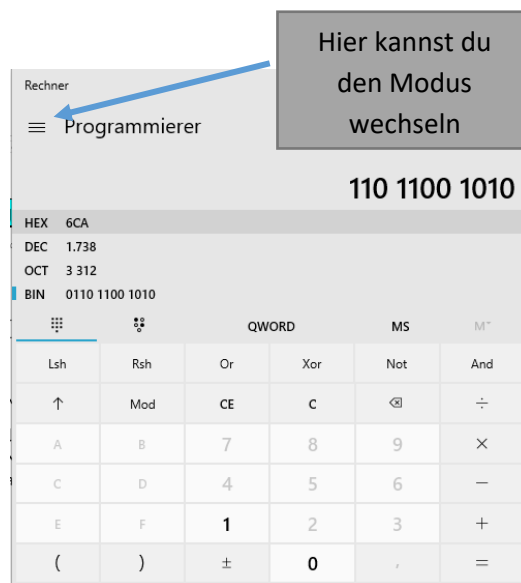 Hier kannst du
den Modus
wechseln
Rechner
Programmierer
110 1100 1010
HEX 6CA
DEC 1.738
OCT 3 312
BIN 0110 1100 1010
QWORD MS M˅
Lsh Rsh Or Xor Not And
↑ Mod CE C ⌫ ÷
A B 7 8 9 ×
C D 4 5 6 −
E F 1 2 3 +
( ) ± 0 , =